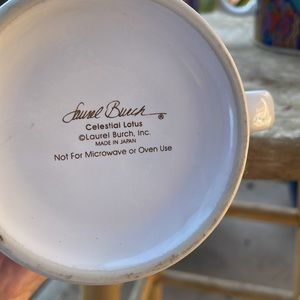 Laurel Burch ®
Celestial Lotus
©Laurel Burch, Inc.
MADE IN JAPAN
Not For Microwave or Oven Use